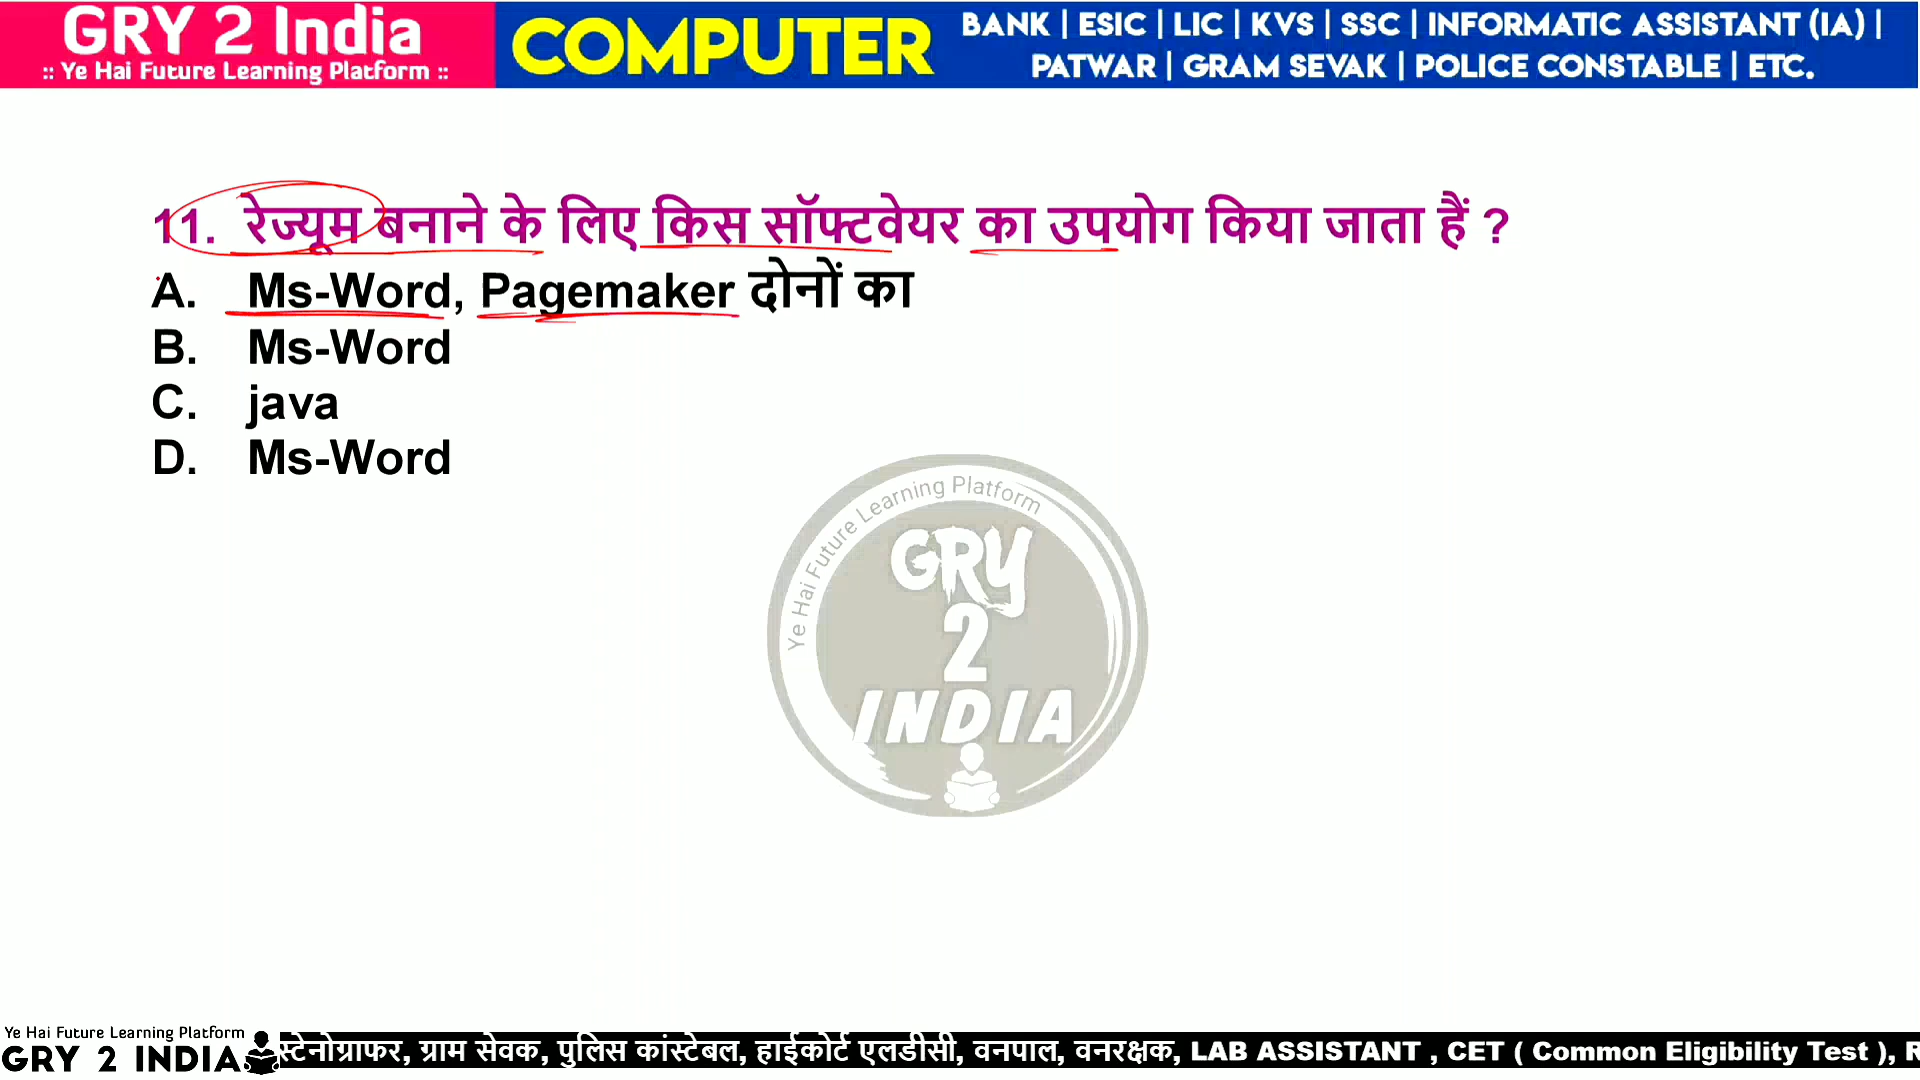 GRY 2 India
:: Ye Hai Future Learning Platform ::
COMPUTER
BANK | ESIC | LIC | KVS | SSC | INFORMATIC ASSISTANT (IA) |
PATWAR | GRAM SEVAK | POLICE CONSTABLE | ETC.
11. रेज्यूम बनाने के लिए किस सॉफ्टवेयर का उपयोग किया जाता हैं ?
A. Ms-Word, Pagemaker दोनों का
B. Ms-Word
C. java
D. Ms-Word
Ye Hai Future Learning Platform
GRY
2
INDIA
Ye Hai Future Learning Platform
GRY 2 INDIA
स्टेनोग्राफर, ग्राम सेवक, पुलिस कांस्टेबल, हाईकोर्ट एलडीसी, वनपाल, वनरक्षक, LAB ASSISTANT , CET ( Common Eligibility Test ), R